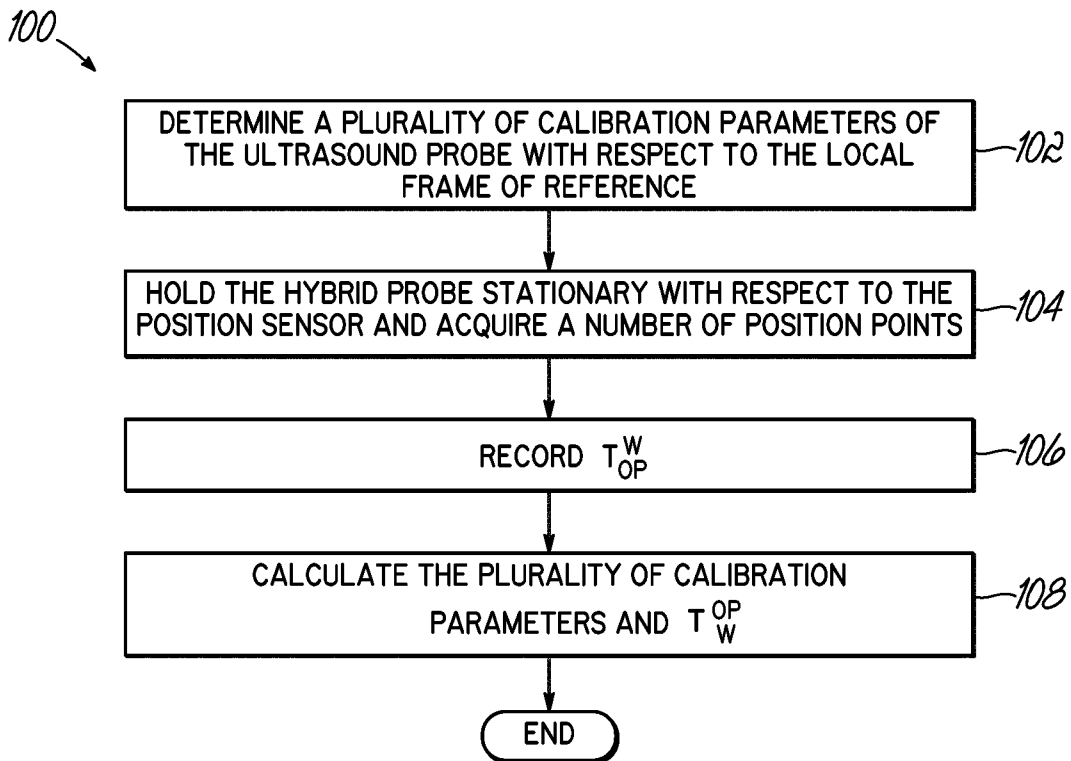 100
DETERMINE A PLURALITY OF CALIBRATION PARAMETERS OF
THE ULTRASOUND PROBE WITH RESPECT TO THE LOCAL
FRAME OF REFERENCE
102
HOLD THE HYBRID PROBE STATIONARY WITH RESPECT TO THE
POSITION SENSOR AND ACQUIRE A NUMBER OF POSITION POINTS
104
RECORD T^W_OP
106
CALCULATE THE PLURALITY OF CALIBRATION
PARAMETERS AND T^OP_W
108
END